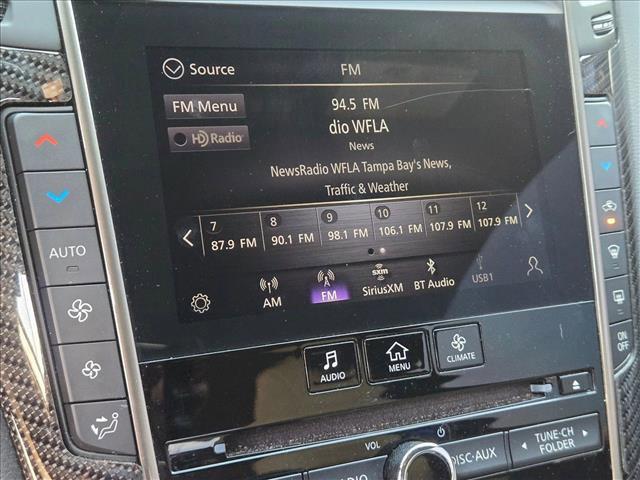 Source
FM
FM Menu
94.5 FM
HD Radio
dio WFLA
News
NewsRadio WFLA Tampa Bay's News,
Traffic & Weather
7 8 9 10 11 12
87.9 FM 90.1 FM 98.1 FM 106.1 FM 107.9 FM 107.9 FM
AM FM SiriusXM BT Audio USB1
sxm
AUTO
AUDIO
MENU
CLIMATE
ON
OFF
VOL
DISC·AUX
TUNE·CH
FOLDER